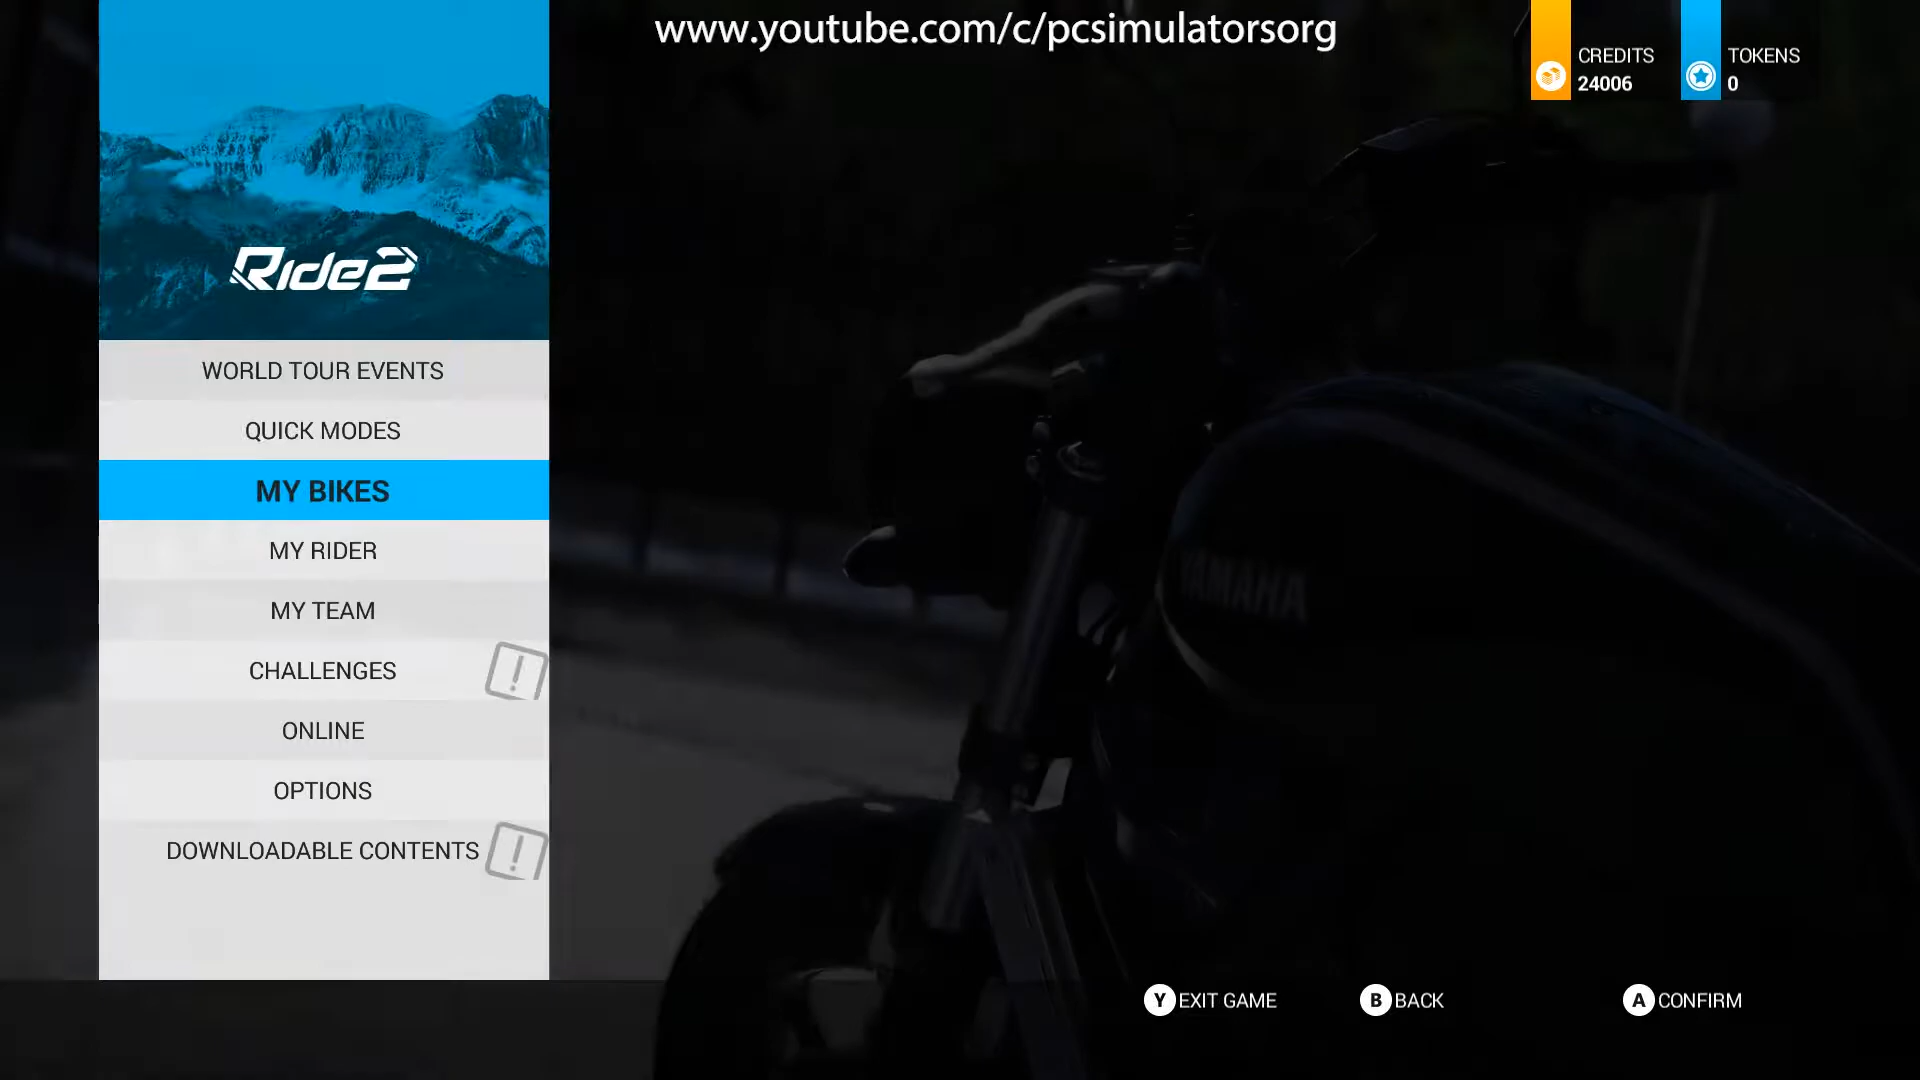 www.youtube.com/c/pcsimulatorsorg
CREDITS
24006
TOKENS
0
Ride2
WORLD TOUR EVENTS
QUICK MODES
MY BIKES
MY RIDER
MY TEAM
CHALLENGES
!
ONLINE
OPTIONS
DOWNLOADABLE CONTENTS
!
YAMAHA
Y EXIT GAME
B BACK
A CONFIRM